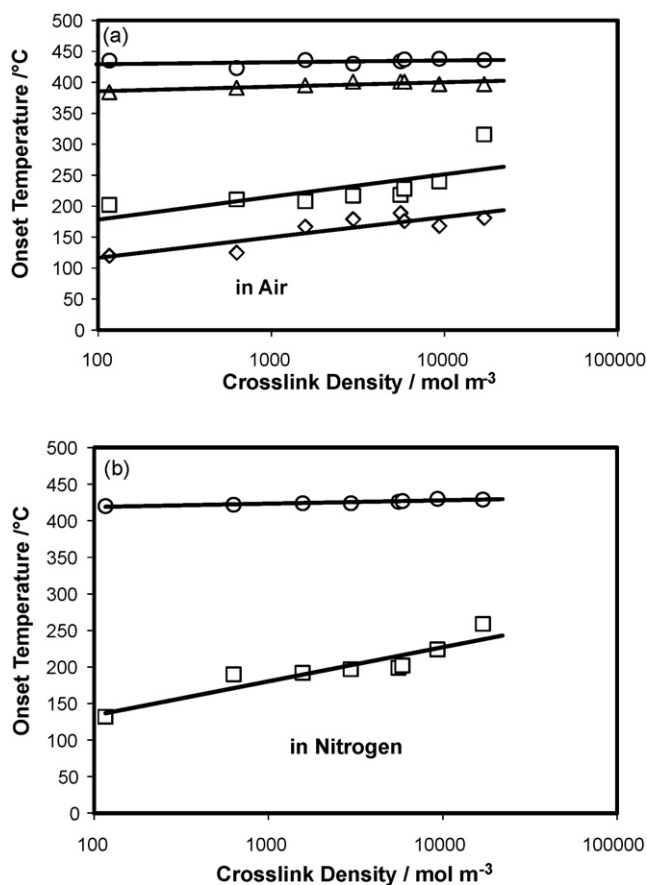 (a)
Onset Temperature /°C
500
450
400
350
300
250
200
150
100
50
0
in Air
100 1000 10000 100000
Crosslink Density / mol m⁻³
(b)
Onset Temperature /°C
500
450
400
350
300
250
200
150
100
50
0
in Nitrogen
100 1000 10000 100000
Crosslink Density / mol m⁻³